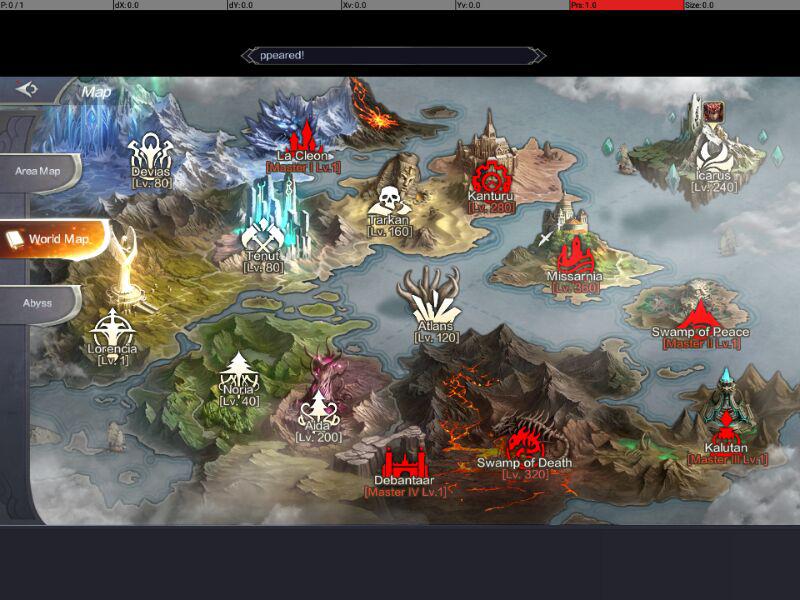 P: 0 / 1 dX: 0.0 dY: 0.0 Xv: 0.0 Yv: 0.0 Prs: 1.0 Size: 0.0
ppeared!
Map
Area Map
World Map
Abyss
Devias
[Lv. 80]
La Cleon
[Master I Lv.1]
Icarus
[Lv. 240]
Kanturu
[Lv. 280]
Tarkan
[Lv. 160]
Tenut
[Lv. 80]
Missarnia
[Lv. 360]
Atlans
[Lv. 120]
Swamp of Peace
[Master II Lv.1]
Lorencia
[Lv. 1]
Noria
[Lv. 40]
Aida
[Lv. 200]
Kalutan
[Master III Lv.1]
Swamp of Death
[Lv. 320]
Debantaar
[Master IV Lv.1]